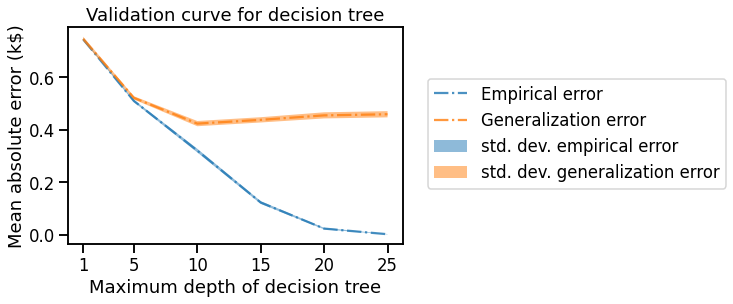 Validation curve for decision tree
Mean absolute error (k$)
0.6
0.4
0.2
0.0
1 5 10 15 20 25
Maximum depth of decision tree
Empirical error
Generalization error
std. dev. empirical error
std. dev. generalization error